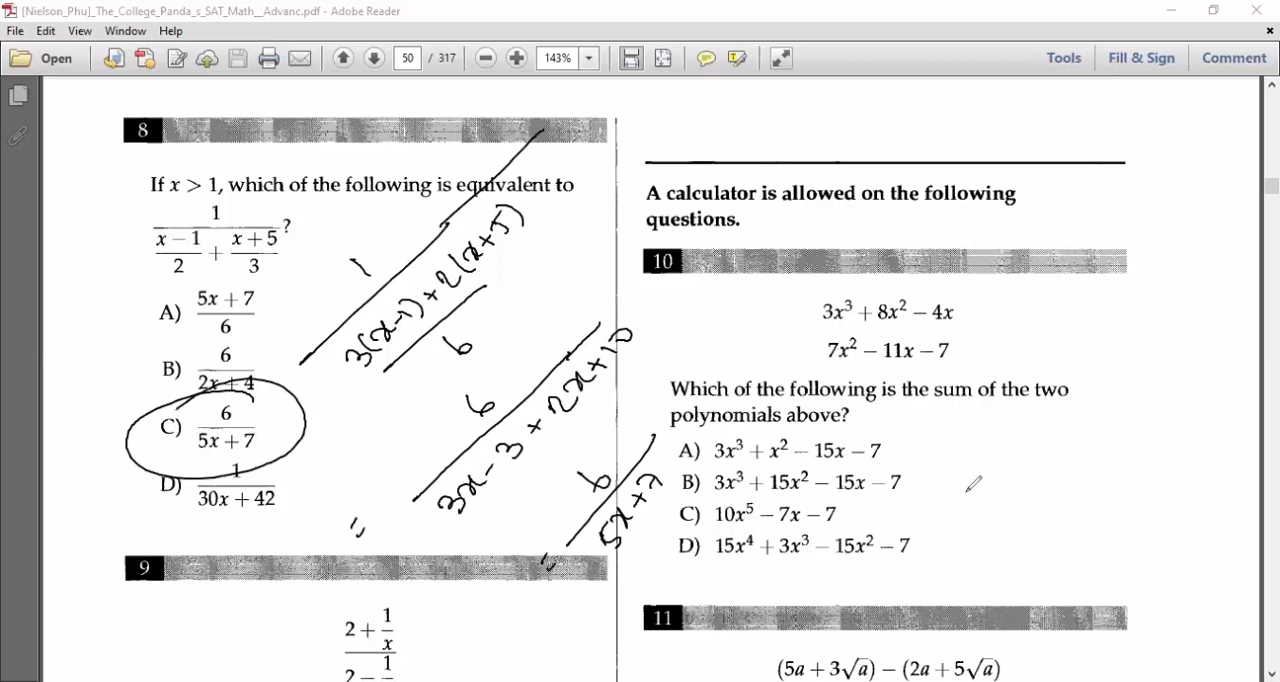 [Nielson_Phu]_The_College_Panda_s_SAT_Math__Advanc.pdf - Adobe Reader
File Edit View Window Help
Open 50 / 317 143% Tools Fill & Sign Comment
8
If x > 1, which of the following is equivalent to
1
x − 1 x + 5 ?
+
2 3
A) 5x + 7
6
B) 6
2x + 4
C) 6
5x + 7
D) 1
30x + 42
1
3(x-1) + 2(x+5)
6
=
6
3x - 3 + 2x + 10
=
6
5x + 7
9
2 + 1
x
2 − 1
A calculator is allowed on the following
questions.
10
3x³ + 8x² − 4x
7x² − 11x − 7
Which of the following is the sum of the two
polynomials above?
A) 3x³ + x² − 15x − 7
B) 3x³ + 15x² − 15x − 7
C) 10x⁵ − 7x − 7
D) 15x⁴ + 3x³ − 15x² − 7
11
(5a + 3√a) − (2a + 5√a)